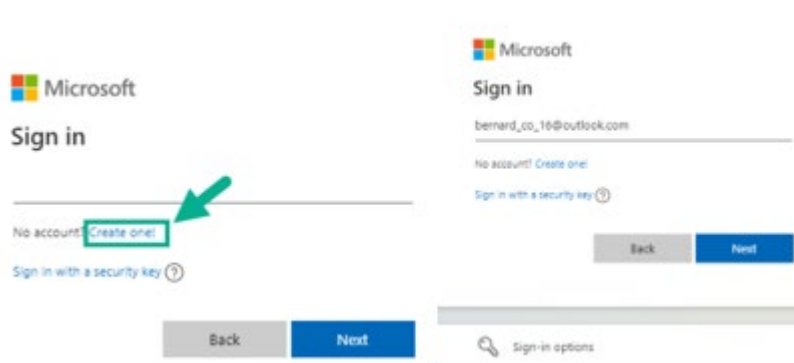 Microsoft
Sign in
No account? Create one!
Sign in with a security key
Back
Next
Microsoft
Sign in
bernard_co_16@outlook.com
No account? Create one!
Sign in with a security key
Back
Next
Sign-in options